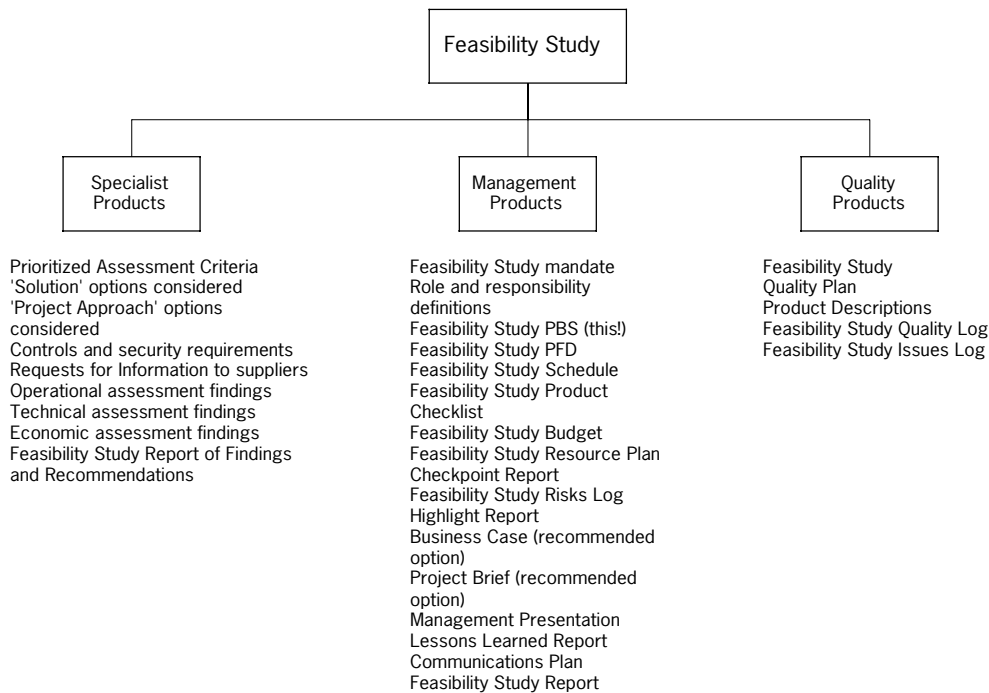 Feasibility Study
Specialist
Products
Management
Products
Quality
Products
Prioritized Assessment Criteria
'Solution' options considered
'Project Approach' options
considered
Controls and security requirements
Requests for Information to suppliers
Operational assessment findings
Technical assessment findings
Economic assessment findings
Feasibility Study Report of Findings
and Recommendations
Feasibility Study mandate
Role and responsibility
definitions
Feasibility Study PBS (this!)
Feasibility Study PFD
Feasibility Study Schedule
Feasibility Study Product
Checklist
Feasibility Study Budget
Feasibility Study Resource Plan
Checkpoint Report
Feasibility Study Risks Log
Highlight Report
Business Case (recommended
option)
Project Brief (recommended
option)
Management Presentation
Lessons Learned Report
Communications Plan
Feasibility Study Report
Feasibility Study
Quality Plan
Product Descriptions
Feasibility Study Quality Log
Feasibility Study Issues Log